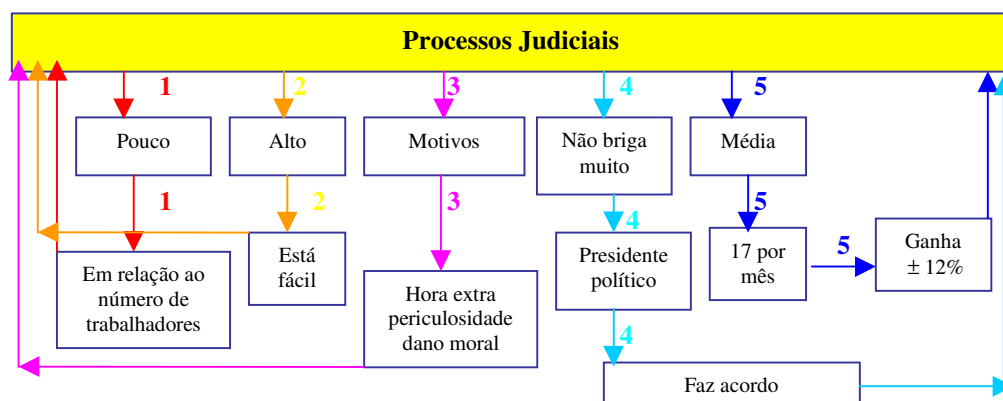 Processos Judiciais
1 2 3 4 5
Pouco
Alto
Motivos
Não briga
muito
Média
1 2 3 4 5
Em relação ao
número de
trabalhadores
Está
fácil
Hora extra
periculosidade
dano moral
Presidente
político
17 por
mês
5
Ganha
± 12%
4
Faz acordo